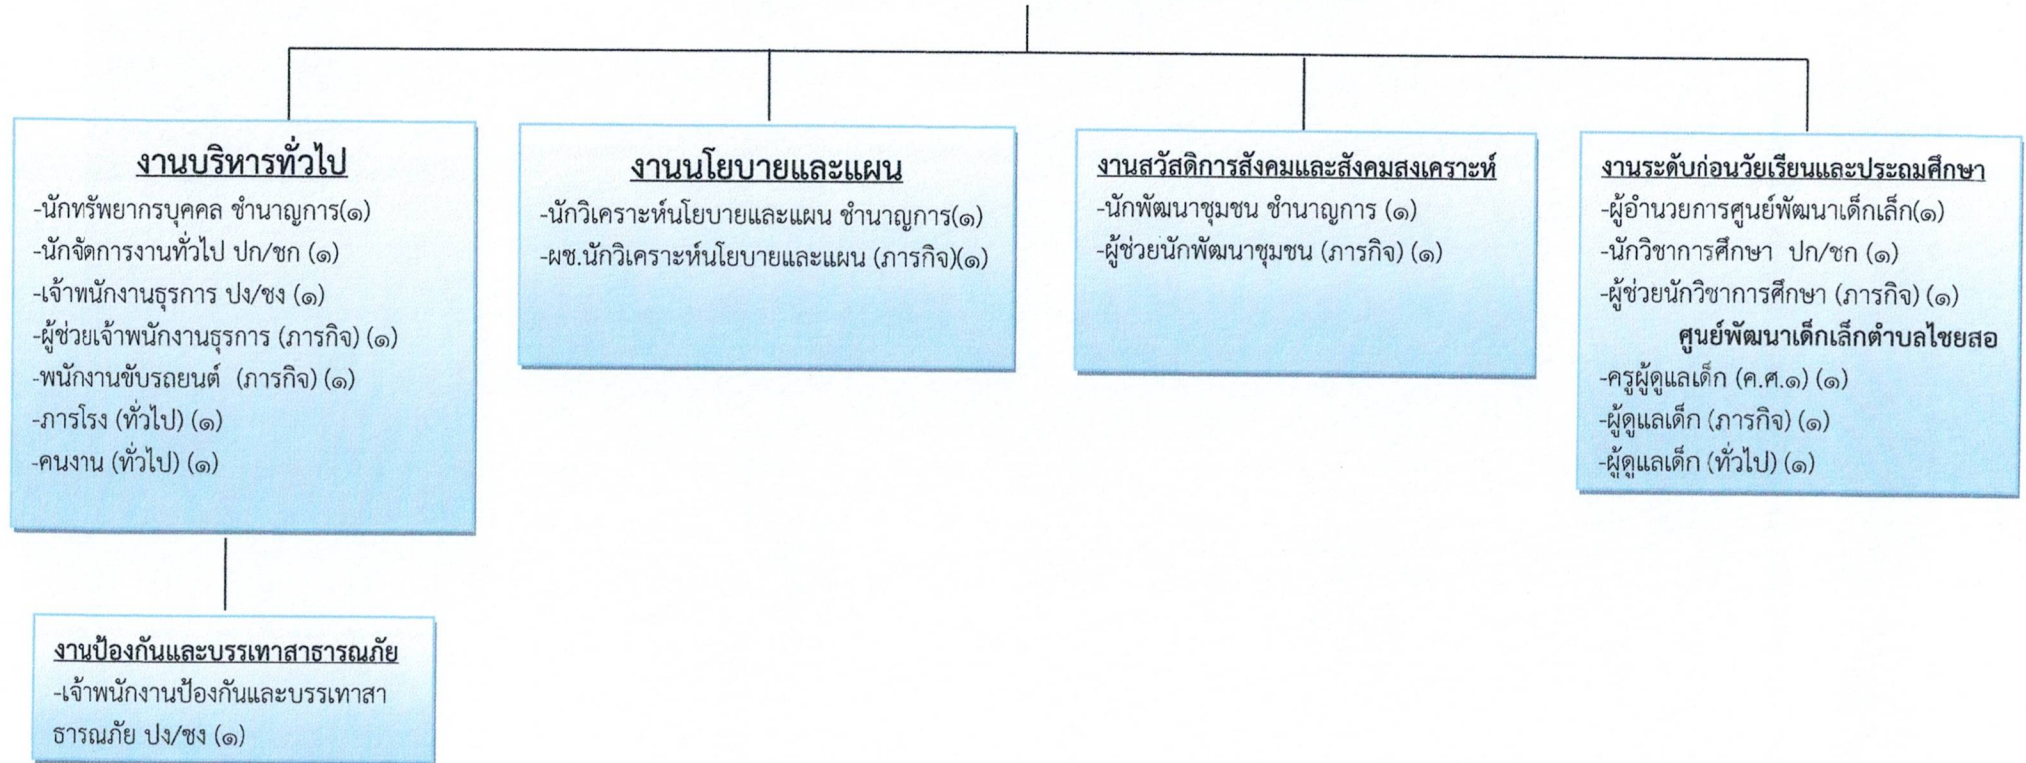 งานบริหารทั่วไป
-นักทรัพยากรบุคคล ชำนาญการ(๑)
-นักจัดการงานทั่วไป ปก/ชก (๑)
-เจ้าพนักงานธุรการ ปง/ชง (๑)
-ผู้ช่วยเจ้าพนักงานธุรการ (ภารกิจ) (๑)
-พนักงานขับรถยนต์ (ภารกิจ) (๑)
-ภารโรง (ทั่วไป) (๑)
-คนงาน (ทั่วไป) (๑)
งานนโยบายและแผน
-นักวิเคราะห์นโยบายและแผน ชำนาญการ(๑)
-ผช.นักวิเคราะห์นโยบายและแผน (ภารกิจ)(๑)
งานสวัสดิการสังคมและสังคมสงเคราะห์
-นักพัฒนาชุมชน ชำนาญการ (๑)
-ผู้ช่วยนักพัฒนาชุมชน (ภารกิจ) (๑)
งานระดับก่อนวัยเรียนและประถมศึกษา
-ผู้อำนวยการศูนย์พัฒนาเด็กเล็ก(๑)
-นักวิชาการศึกษา ปก/ชก (๑)
-ผู้ช่วยนักวิชาการศึกษา (ภารกิจ) (๑)
ศูนย์พัฒนาเด็กเล็กตำบลไชยสอ
-ครูผู้ดูแลเด็ก (ค.ศ.๑) (๑)
-ผู้ดูแลเด็ก (ภารกิจ) (๑)
-ผู้ดูแลเด็ก (ทั่วไป) (๑)
งานป้องกันและบรรเทาสาธารณภัย
-เจ้าพนักงานป้องกันและบรรเทาสา
ธารณภัย ปง/ชง (๑)